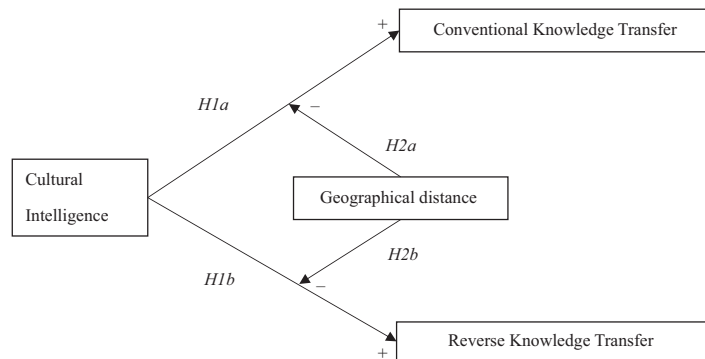 +
Conventional Knowledge Transfer
H1a
−
H2a
Cultural
Intelligence
Geographical distance
H2b
H1b
−
Reverse Knowledge Transfer
+